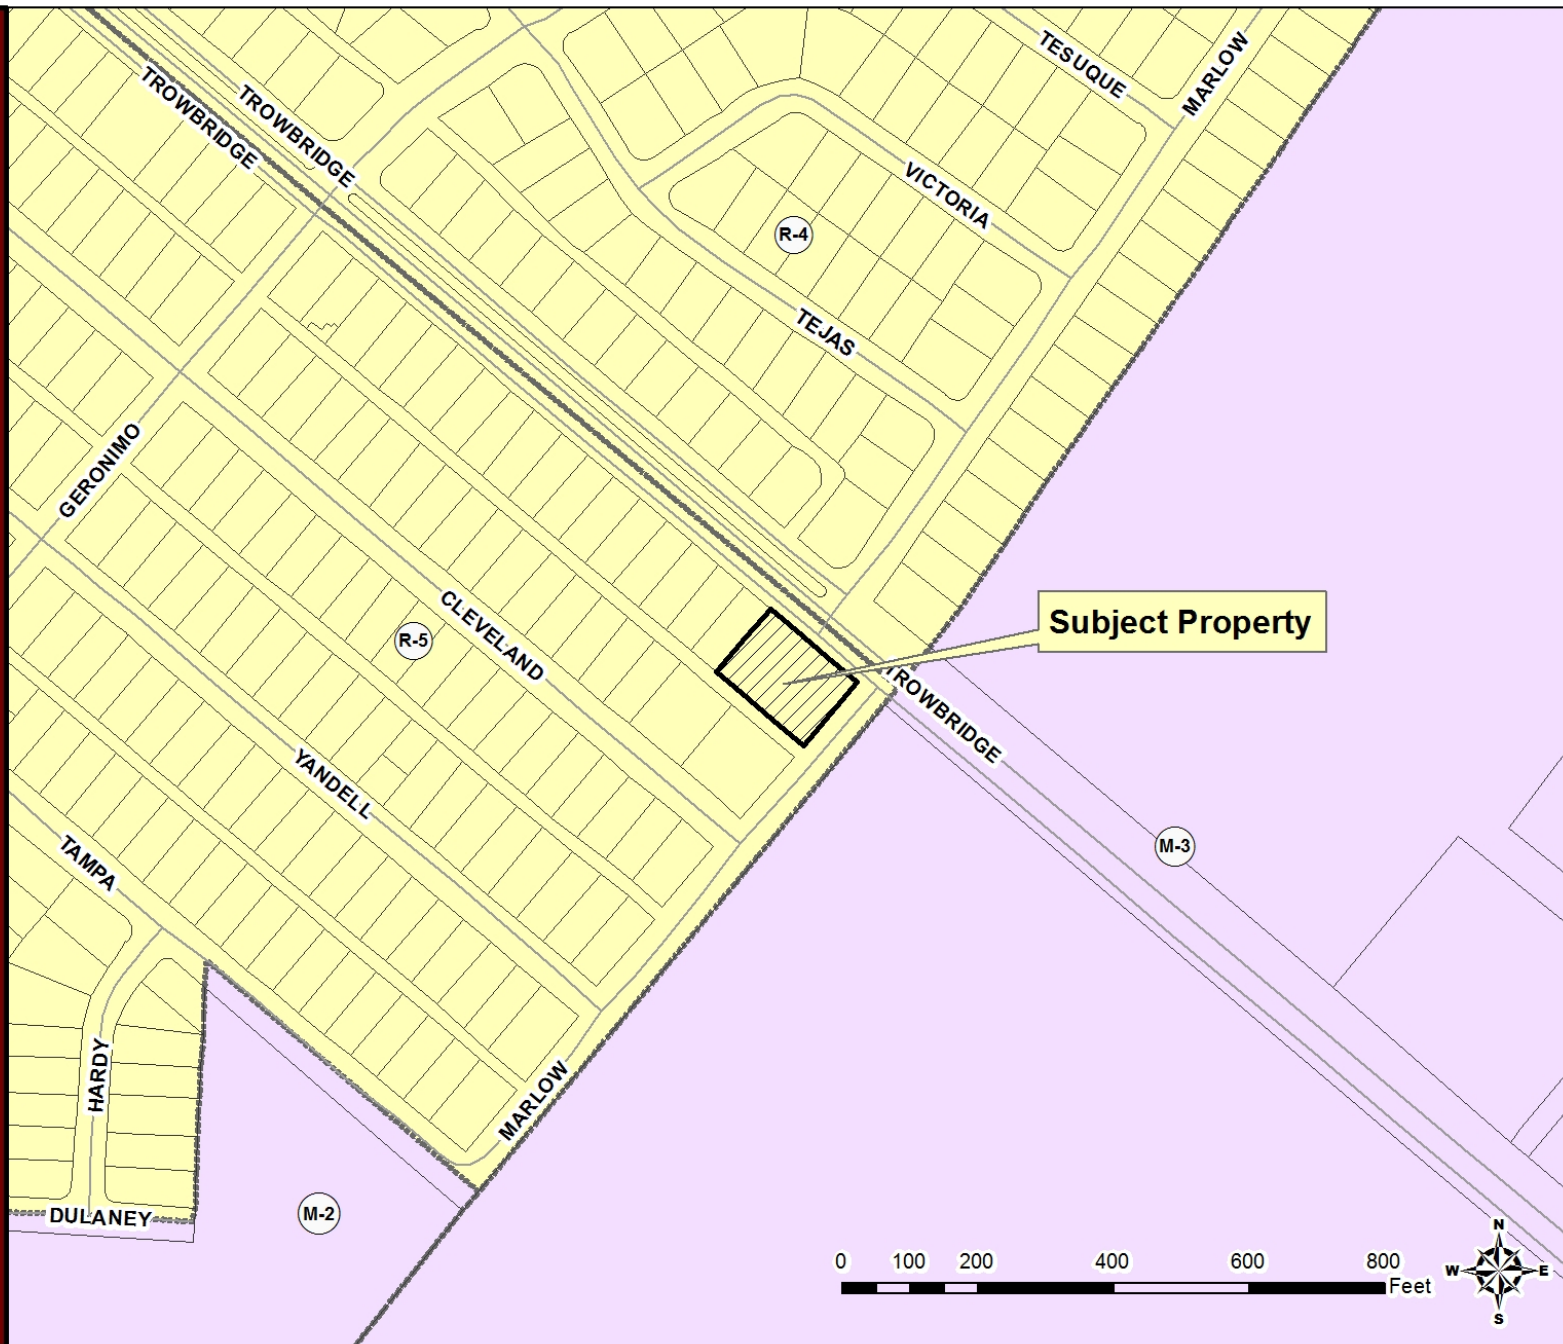 TESUQUE
MARLOW
TROWBRIDGE
TROWBRIDGE
VICTORIA
R-4
TEJAS
GERONIMO
CLEVELAND
Subject Property
R-5
TROWBRIDGE
YANDELL
M-3
TAMPA
HARDY
MARLOW
DULANEY
M-2
0 100 200 400 600 800
Feet
N
W E
S